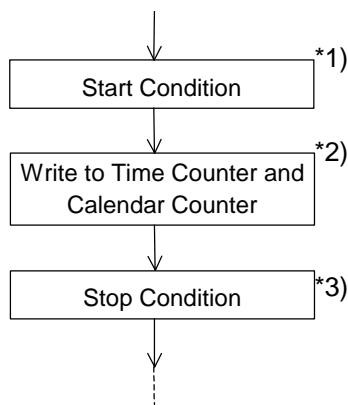 *1)
Start Condition
*2)
Write to Time Counter and
Calendar Counter
*3)
Stop Condition